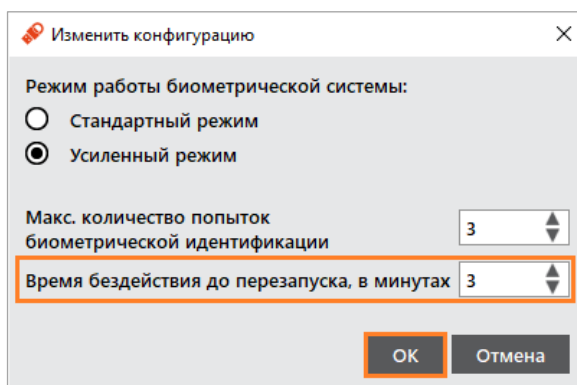 Изменить конфигурацию
Режим работы биометрической системы:
Стандартный режим
Усиленный режим
Макс. количество попыток
биометрической идентификации
3
Время бездействия до перезапуска, в минутах 3
ОК Отмена